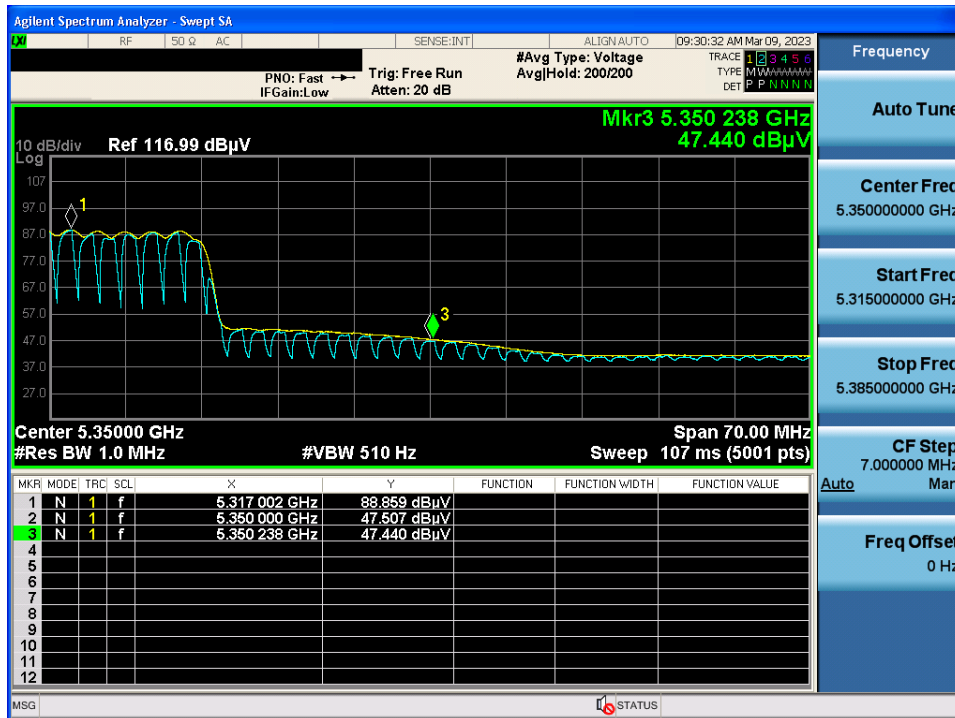 Agilent Spectrum Analyzer - Swept SA
LXI RF 50 Ω AC SENSE:INT ALIGN AUTO 09:30:32 AM Mar 09, 2023
PNO: Fast Trig: Free Run #Avg Type: Voltage TRACE 1 2 3 4 5 6
IFGain:Low Atten: 20 dB Avg|Hold: 200/200 TYPE M W W W W W
DET P P N N N N
Mkr3 5.350 238 GHz
47.440 dBµV
10 dB/div Ref 116.99 dBµV
Log
107
97.0
87.0
77.0
67.0
57.0
47.0
37.0
27.0
1
3
Center 5.35000 GHz Span 70.00 MHz
#Res BW 1.0 MHz #VBW 510 Hz Sweep 107 ms (5001 pts)
MKR MODE TRC SCL X Y FUNCTION FUNCTION WIDTH FUNCTION VALUE
1 N 1 f 5.317 002 GHz 88.859 dBµV
2 N 1 f 5.350 000 GHz 47.507 dBµV
3 N 1 f 5.350 238 GHz 47.440 dBµV
4
5
6
7
8
9
10
11
12
MSG STATUS
Frequency
Auto Tune
Center Freq
5.350000000 GHz
Start Freq
5.315000000 GHz
Stop Freq
5.385000000 GHz
CF Step
7.000000 MHz
Auto Man
Freq Offset
0 Hz